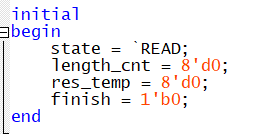 initial
begin
state = `READ;
length_cnt = 8'd0;
res_temp = 8'd0;
finish = 1'b0;
end